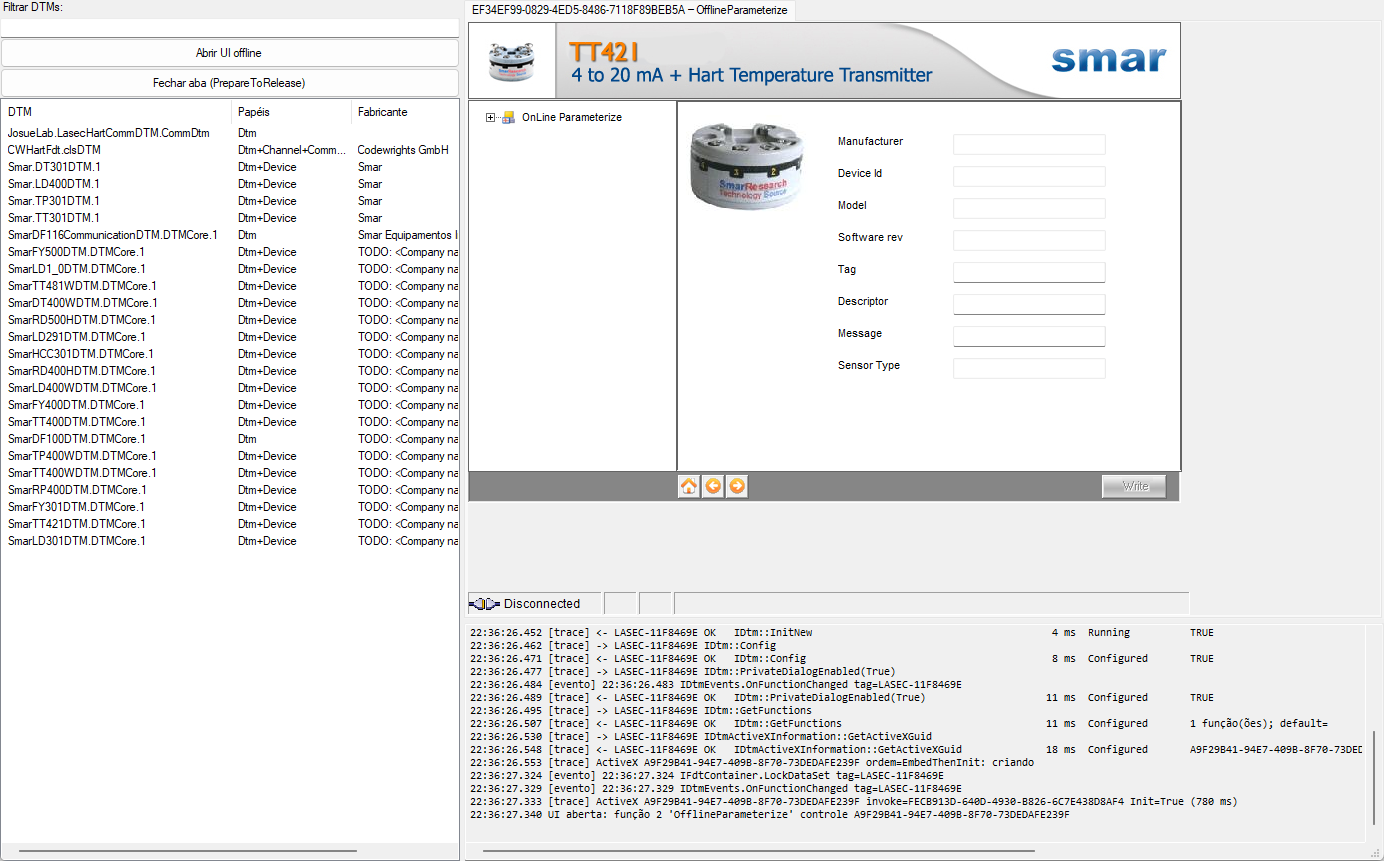 Filtrar DTMs:
Abrir UI offline
Fechar aba (PrepareToRelease)
DTM Papéis Fabricante
JosueLab.LasecHartCommDTM.CommDtm Dtm
CWHartFdt.clsDTM Dtm+Channel+Comm... Codewrights GmbH
Smar.DT301DTM.1 Dtm+Device Smar
Smar.LD400DTM.1 Dtm+Device Smar
Smar.TP301DTM.1 Dtm+Device Smar
Smar.TT301DTM.1 Dtm+Device Smar
SmarDF116CommunicationDTM.DTMCore.1 Dtm Smar Equipamentos I
SmarFY500DTM.DTMCore.1 Dtm+Device TODO: <Company na
SmarLD1_0DTM.DTMCore.1 Dtm+Device TODO: <Company na
SmarTT481WDTM.DTMCore.1 Dtm+Device TODO: <Company na
SmarDT400WDTM.DTMCore.1 Dtm+Device TODO: <Company na
SmarRD500HDTM.DTMCore.1 Dtm+Device TODO: <Company na
SmarLD291DTM.DTMCore.1 Dtm+Device TODO: <Company na
SmarHCC301DTM.DTMCore.1 Dtm+Device TODO: <Company na
SmarRD400HDTM.DTMCore.1 Dtm+Device TODO: <Company na
SmarLD400WDTM.DTMCore.1 Dtm+Device TODO: <Company na
SmarFY400DTM.DTMCore.1 Dtm+Device TODO: <Company na
SmarTT400DTM.DTMCore.1 Dtm+Device TODO: <Company na
SmarDF100DTM.DTMCore.1 Dtm TODO: <Company na
SmarTP400WDTM.DTMCore.1 Dtm+Device TODO: <Company na
SmarTT400WDTM.DTMCore.1 Dtm+Device TODO: <Company na
SmarRP400DTM.DTMCore.1 Dtm+Device TODO: <Company na
SmarFY301DTM.DTMCore.1 Dtm+Device TODO: <Company na
SmarTT421DTM.DTMCore.1 Dtm+Device TODO: <Company na
SmarLD301DTM.DTMCore.1 Dtm+Device TODO: <Company na
EF34EF99-0829-4ED5-8486-7118F89BEB5A – OfflineParameterize
TT421
4 to 20 mA + Hart Temperature Transmitter
smar
OnLine Parameterize
3 2
SmarResearch
Technology Source
Manufacturer
Device Id
Model
Software rev
Tag
Descriptor
Message
Sensor Type
Write
Disconnected
22:36:26.452 [trace] <- LASEC-11F8469E OK IDtm::InitNew 4 ms Running TRUE
22:36:26.462 [trace] -> LASEC-11F8469E IDtm::Config
22:36:26.471 [trace] <- LASEC-11F8469E OK IDtm::Config 8 ms Configured TRUE
22:36:26.477 [trace] -> LASEC-11F8469E IDtm::PrivateDialogEnabled(True)
22:36:26.484 [evento] 22:36:26.483 IDtmEvents.OnFunctionChanged tag=LASEC-11F8469E
22:36:26.489 [trace] <- LASEC-11F8469E OK IDtm::PrivateDialogEnabled(True) 11 ms Configured TRUE
22:36:26.495 [trace] -> LASEC-11F8469E IDtm::GetFunctions
22:36:26.507 [trace] <- LASEC-11F8469E OK IDtm::GetFunctions 11 ms Configured 1 função(ões); default=
22:36:26.530 [trace] -> LASEC-11F8469E IDtmActiveXInformation::GetActiveXGuid
22:36:26.548 [trace] <- LASEC-11F8469E OK IDtmActiveXInformation::GetActiveXGuid 18 ms Configured A9F29B41-94E7-409B-8F70-73DED
22:36:26.553 [trace] ActiveX A9F29B41-94E7-409B-8F70-73DEDAFE239F ordem=EmbedThenInit: criando
22:36:27.324 [evento] 22:36:27.324 IFdtContainer.LockDataSet tag=LASEC-11F8469E
22:36:27.329 [evento] 22:36:27.329 IDtmEvents.OnFunctionChanged tag=LASEC-11F8469E
22:36:27.333 [trace] ActiveX A9F29B41-94E7-409B-8F70-73DEDAFE239F invoke=FECB913D-640D-4930-B826-6C7E438D8AF4 Init=True (780 ms)
22:36:27.340 UI aberta: função 2 'OfflineParameterize' controle A9F29B41-94E7-409B-8F70-73DEDAFE239F